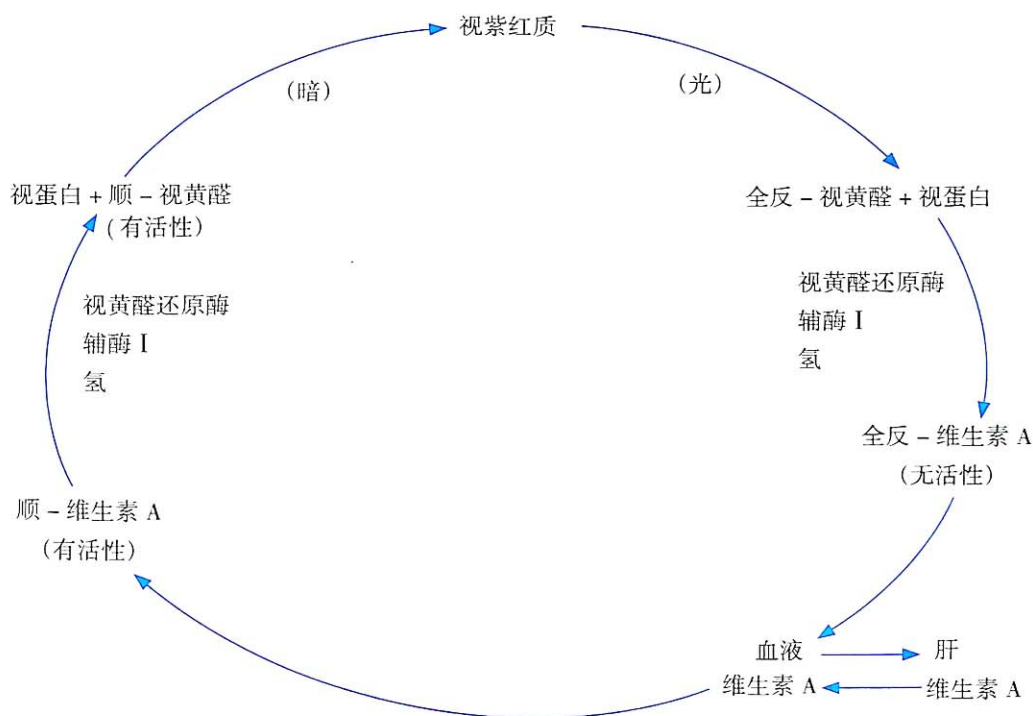 视紫红质
（暗）
（光）
视蛋白 + 顺 – 视黄醛
（有活性）
全反 – 视黄醛 + 视蛋白
视黄醛还原酶
辅酶 Ⅰ
氢
视黄醛还原酶
辅酶 Ⅰ
氢
全反 – 维生素 A
（无活性）
顺 – 维生素 A
（有活性）
血液
肝
维生素 A
维生素 A